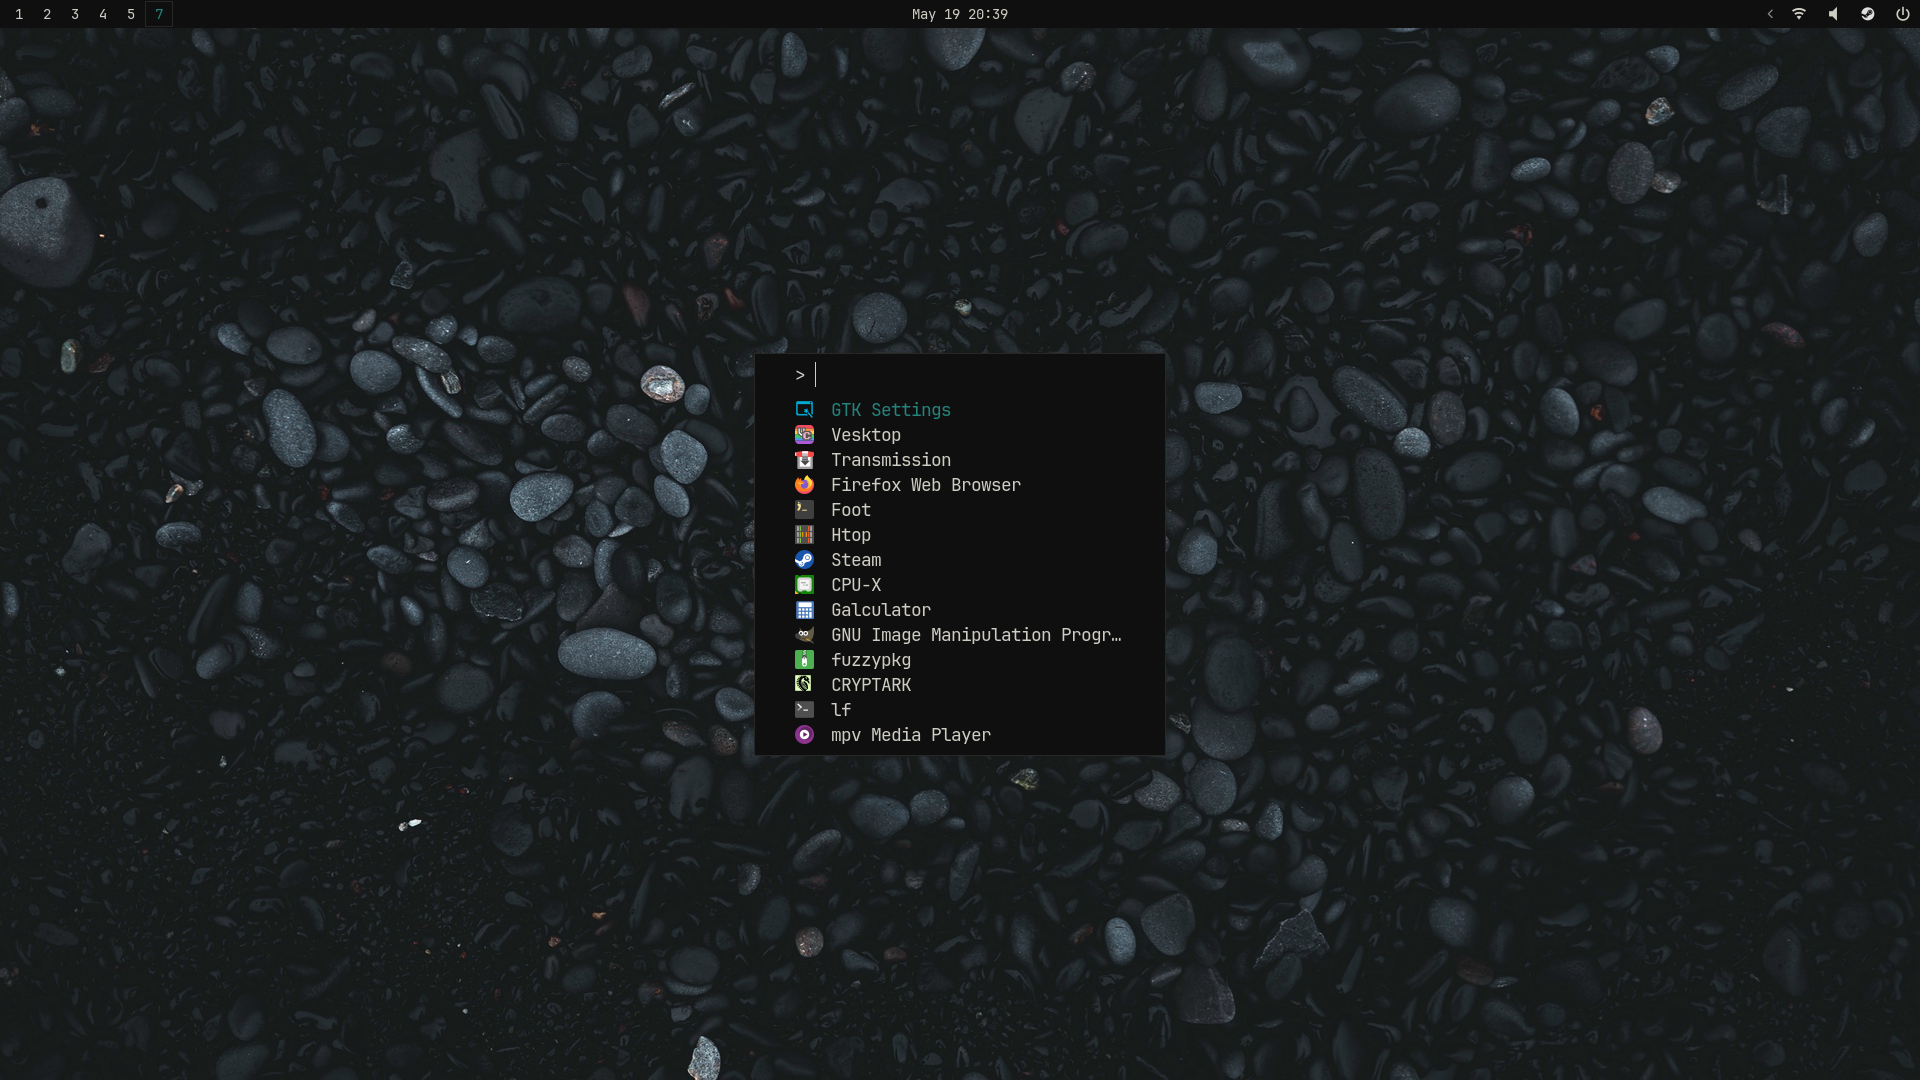 1 2 3 4 5 7 May 19 20:39
>
GTK Settings
Vesktop
Transmission
Firefox Web Browser
Foot
Htop
Steam
CPU-X
Galculator
GNU Image Manipulation Progr…
fuzzypkg
CRYPTARK
lf
mpv Media Player